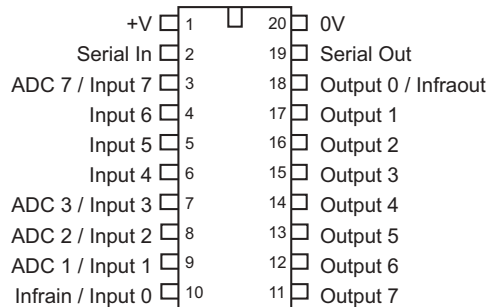 +V 1 20 0V
Serial In 2 19 Serial Out
ADC 7 / Input 7 3 18 Output 0 / Infraout
Input 6 4 17 Output 1
Input 5 5 16 Output 2
Input 4 6 15 Output 3
ADC 3 / Input 3 7 14 Output 4
ADC 2 / Input 2 8 13 Output 5
ADC 1 / Input 1 9 12 Output 6
Infrain / Input 0 10 11 Output 7